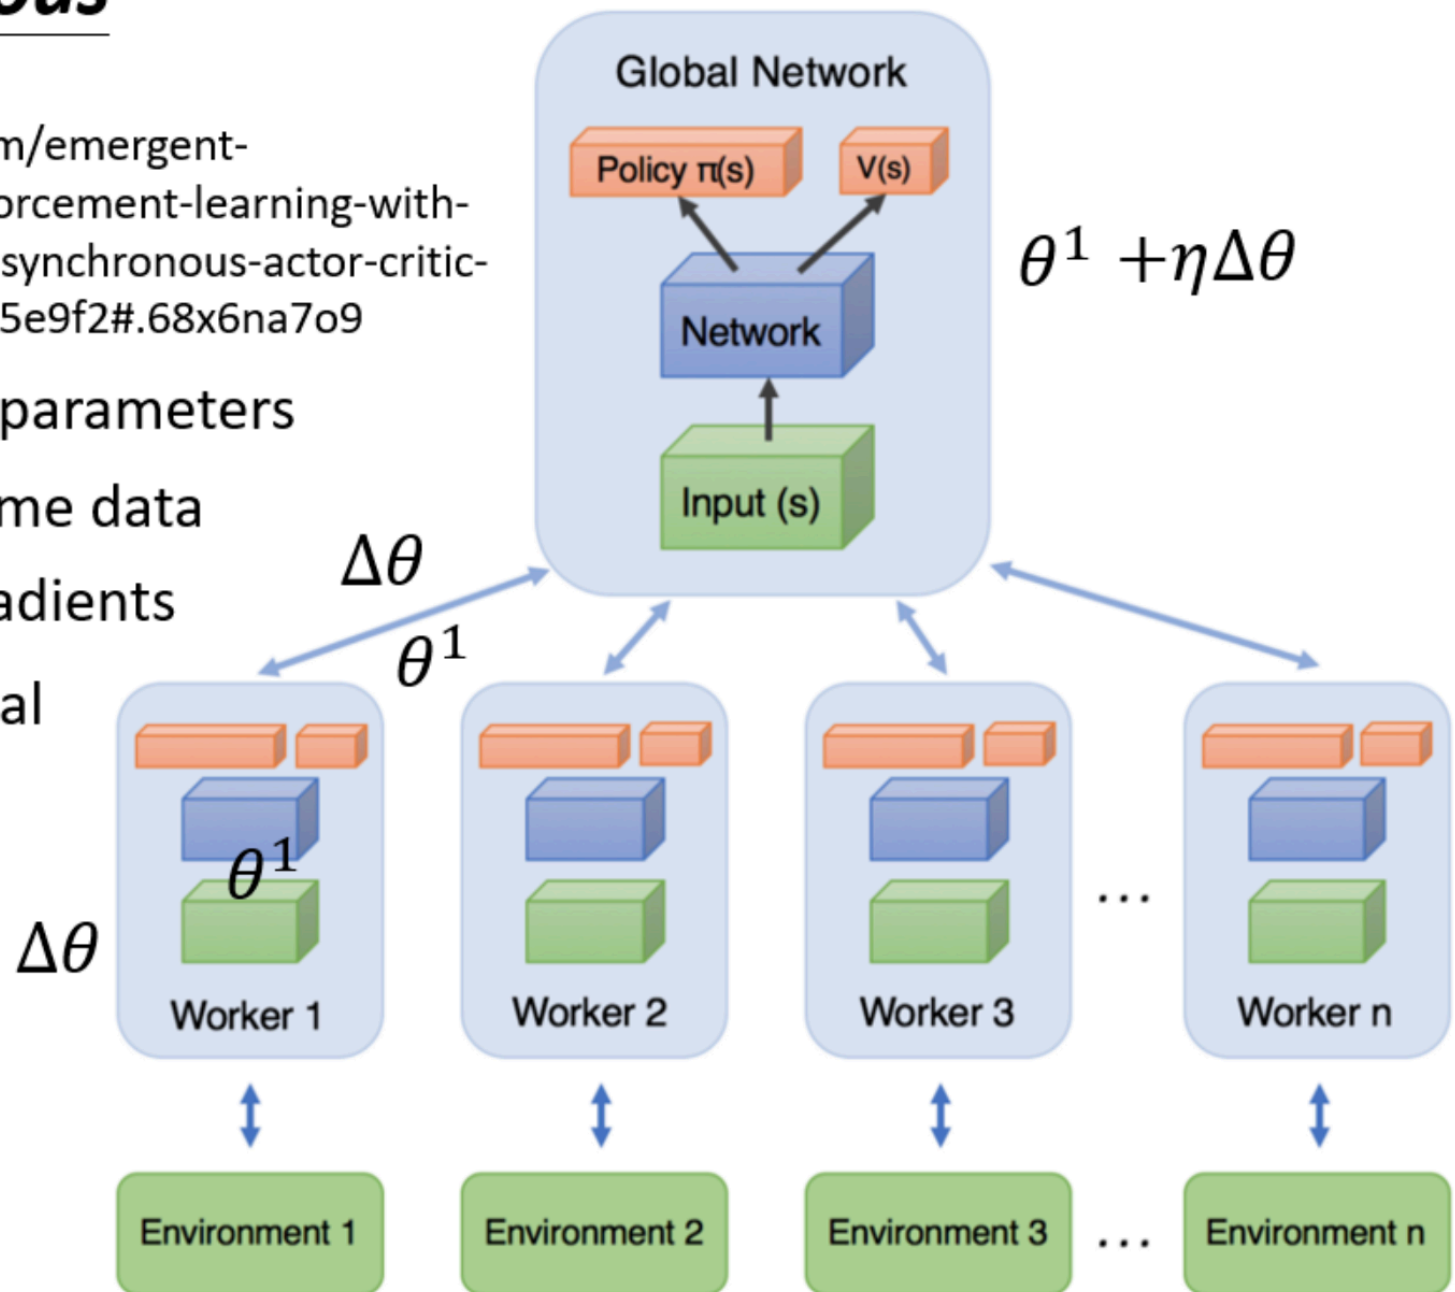 ous
m/emergent-
orcement-learning-with-
synchronous-actor-critic-
5e9f2#.68x6na7o9
parameters
me data
adients
al
Global Network
Policy π(s)
V(s)
Network
Input (s)
θ¹ +ηΔθ
Δθ
θ¹
θ¹
Δθ
Worker 1
Worker 2
Worker 3
...
Worker n
Environment 1
Environment 2
Environment 3
...
Environment n